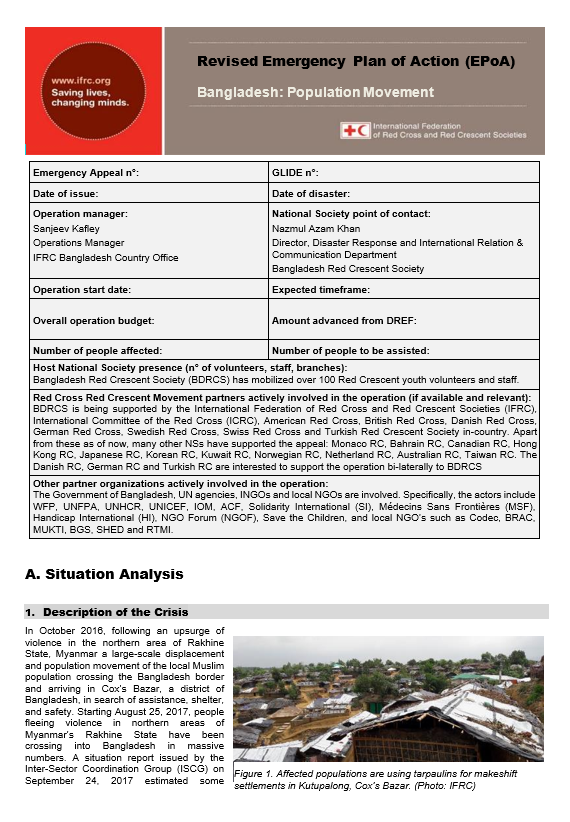 www.ifrc.org
Saving lives,
changing minds.
Revised Emergency Plan of Action (EPoA)
Bangladesh: Population Movement
International Federation
of Red Cross and Red Crescent Societies
Emergency Appeal n°:
GLIDE n°:
Date of issue:
Date of disaster:
Operation manager:
Sanjeev Kafley
Operations Manager
IFRC Bangladesh Country Office
National Society point of contact:
Nazmul Azam Khan
Director, Disaster Response and International Relation &
Communication Department
Bangladesh Red Crescent Society
Operation start date:
Expected timeframe:
Overall operation budget:
Amount advanced from DREF:
Number of people affected:
Number of people to be assisted:
Host National Society presence (n° of volunteers, staff, branches):
Bangladesh Red Crescent Society (BDRCS) has mobilized over 100 Red Crescent youth volunteers and staff.
Red Cross Red Crescent Movement partners actively involved in the operation (if available and relevant):
BDRCS is being supported by the International Federation of Red Cross and Red Crescent Societies (IFRC),
International Committee of the Red Cross (ICRC), American Red Cross, British Red Cross, Danish Red Cross,
German Red Cross, Swedish Red Cross, Swiss Red Cross and Turkish Red Crescent Society in-country. Apart
from these as of now, many other NSs have supported the appeal: Monaco RC, Bahrain RC, Canadian RC, Hong
Kong RC, Japanese RC, Korean RC, Kuwait RC, Norwegian RC, Netherland RC, Australian RC, Taiwan RC. The
Danish RC, German RC and Turkish RC are interested to support the operation bi-laterally to BDRCS
Other partner organizations actively involved in the operation:
The Government of Bangladesh, UN agencies, INGOs and local NGOs are involved. Specifically, the actors include
WFP, UNFPA, UNHCR, UNICEF, IOM, ACF, Solidarity International (SI), Médecins Sans Frontières (MSF),
Handicap International (HI), NGO Forum (NGOF), Save the Children, and local NGO's such as Codec, BRAC,
MUKTI, BGS, SHED and RTMI.
A. Situation Analysis
1. Description of the Crisis
In October 2016, following an upsurge of
violence in the northern area of Rakhine
State, Myanmar a large-scale displacement
and population movement of the local Muslim
population crossing the Bangladesh border
and arriving in Cox's Bazar, a district of
Bangladesh, in search of assistance, shelter,
and safety. Starting August 25, 2017, people
fleeing violence in northern areas of
Myanmar's Rakhine State have been
crossing into Bangladesh in massive
numbers. A situation report issued by the
Inter-Sector Coordination Group (ISCG) on
September 24, 2017 estimated some
Figure 1. Affected populations are using tarpaulins for makeshift
settlements in Kutupalong, Cox's Bazar. (Photo: IFRC)